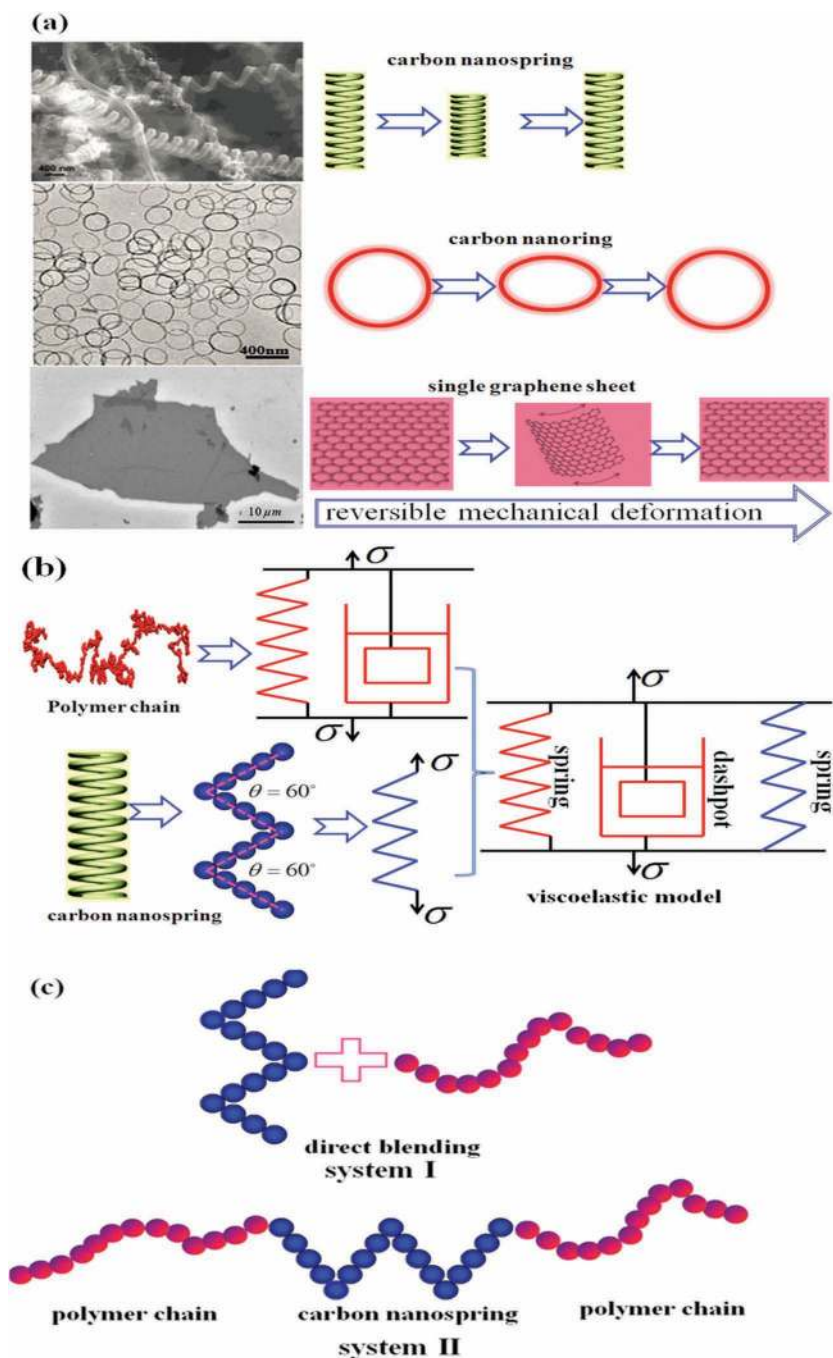 (a)
carbon nanospring
400 nm
carbon nanoring
400nm
single graphene sheet
10 μm
reversible mechanical deformation
(b)
σ
Polymer chain
σ
σ
spring
dashpot
spring
θ = 60°
σ
θ = 60°
σ
σ
carbon nanospring
viscoelastic model
(c)
direct blending
system I
polymer chain
carbon nanospring
polymer chain
system II